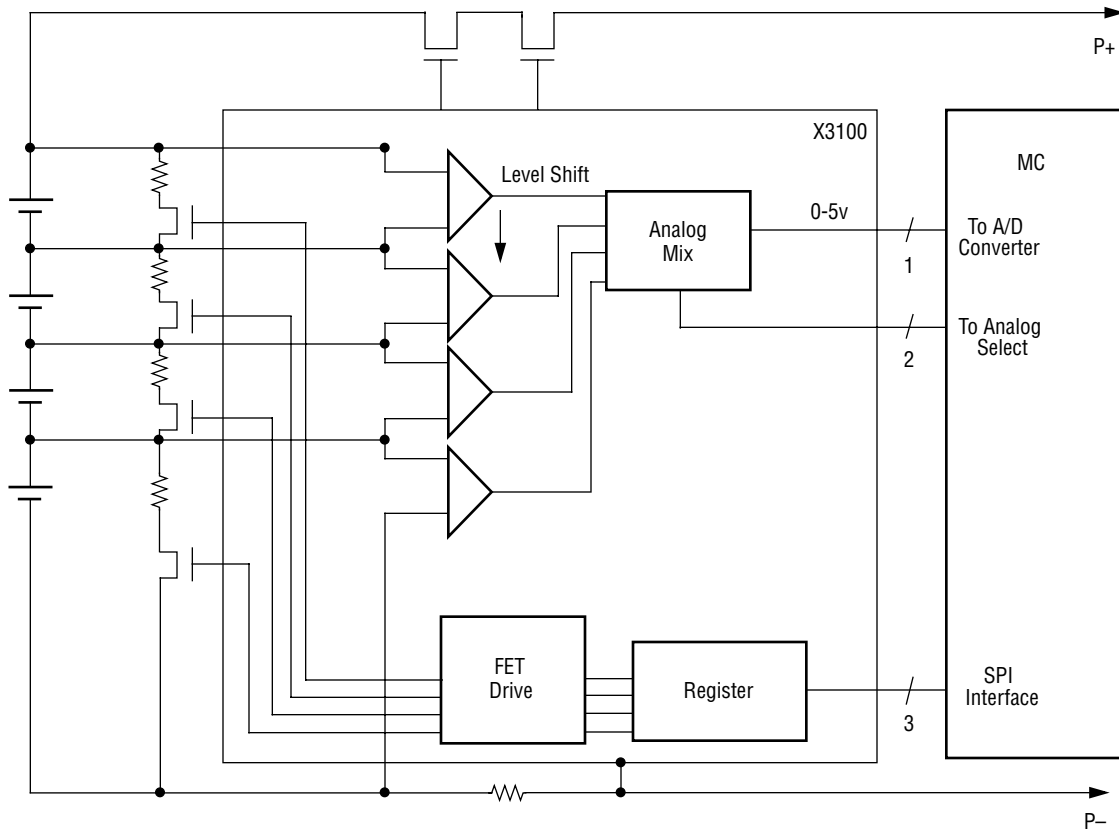 P+
X3100
MC
Level Shift
Analog
Mix
0-5v
1
To A/D
Converter
2
To Analog
Select
FET
Drive
Register
3
SPI
Interface
P–